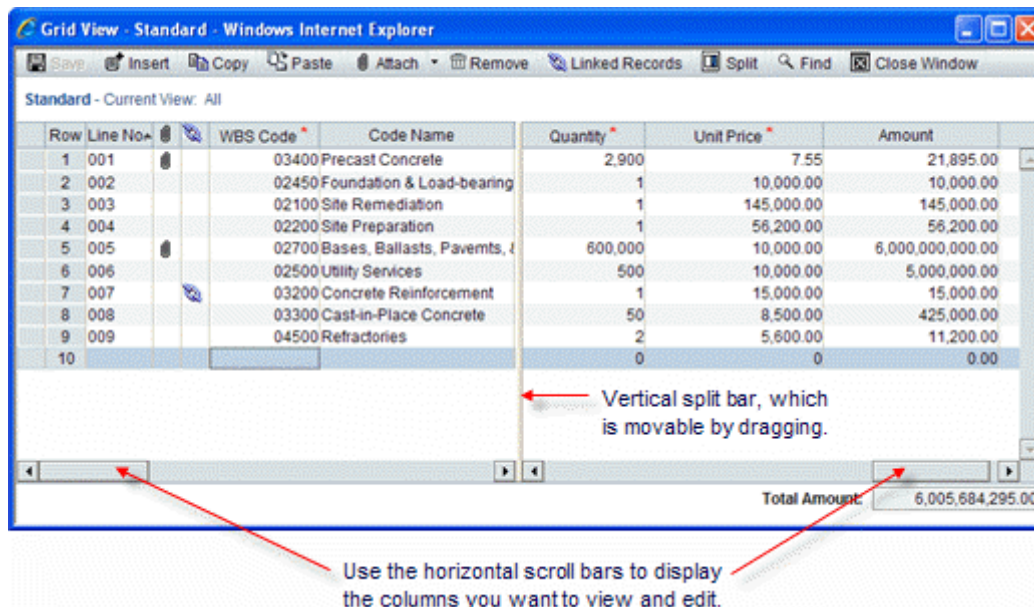 Grid View - Standard - Windows Internet Explorer
Save Insert Copy Paste Attach Remove Linked Records Split Find Close Window
Standard - Current View: All
Row Line No WBS Code * Code Name Quantity * Unit Price * Amount
1 001 03400 Precast Concrete 2,900 7.55 21,895.00
2 002 02450 Foundation & Load-bearing 1 10,000.00 10,000.00
3 003 02100 Site Remediation 1 145,000.00 145,000.00
4 004 02200 Site Preparation 1 56,200.00 56,200.00
5 005 02700 Bases, Ballasts, Pavemts, & 600,000 10,000.00 6,000,000,000.00
6 006 02500 Utility Services 500 10,000.00 5,000,000.00
7 007 03200 Concrete Reinforcement 1 15,000.00 15,000.00
8 008 03300 Cast-in-Place Concrete 50 8,500.00 425,000.00
9 009 04500 Refractories 2 5,600.00 11,200.00
10 0 0 0.00
Vertical split bar, which
is movable by dragging.
Total Amount: 6,005,684,295.00
Use the horizontal scroll bars to display
the columns you want to view and edit.